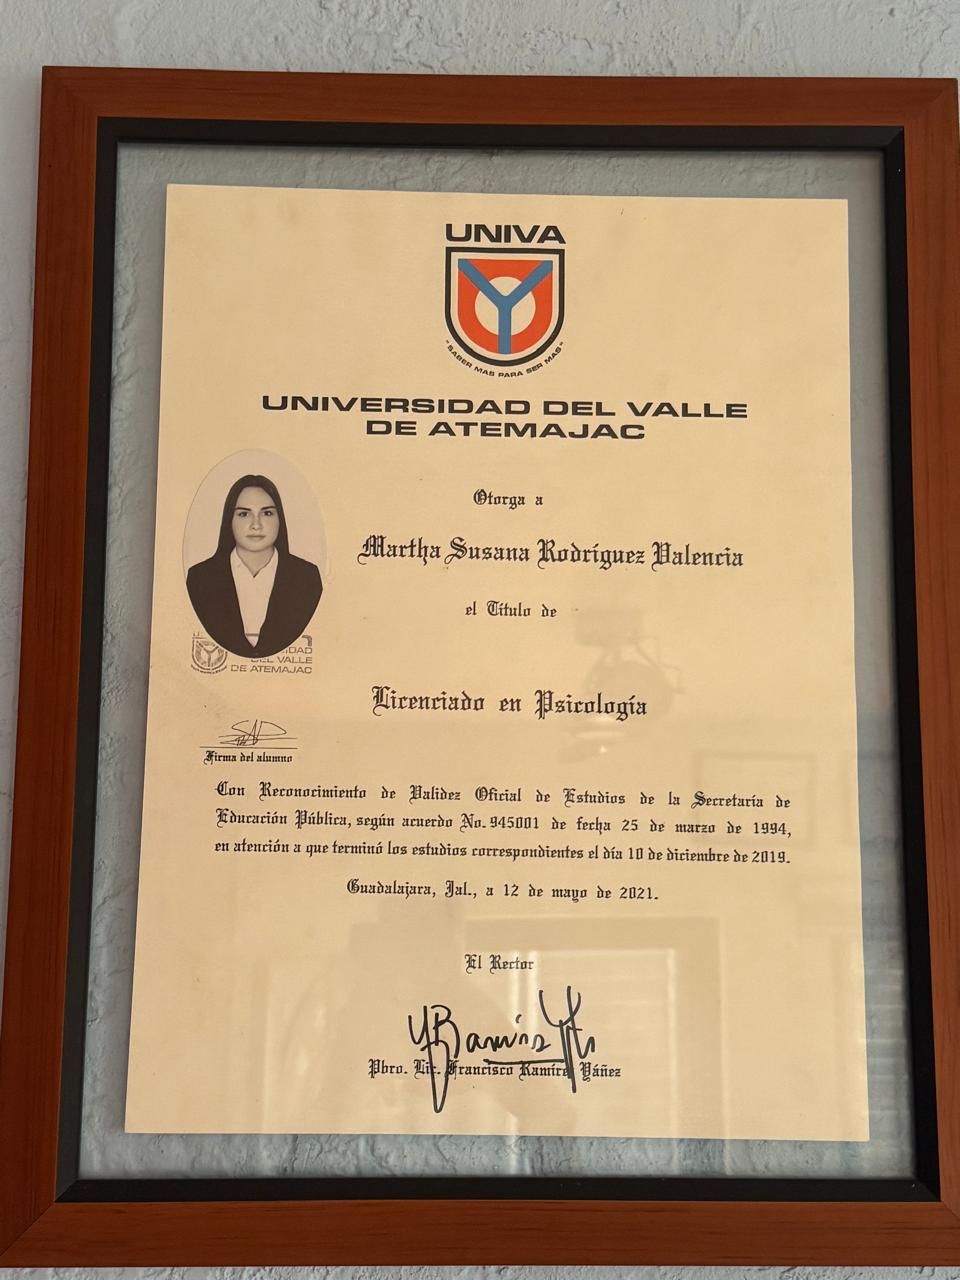 UNIVA
"SABER MAS PARA SER MAS"
UNIVERSIDAD DEL VALLE
DE ATEMAJAC
Otorga a
Martha Susana Rodríguez Valencia
el Título de
DEL VALLE
DE ATEMAJAC
Licenciado en Psicología
Firma del alumno
Con Reconocimiento de Validez Oficial de Estudios de la Secretaría de
Educación Pública, según acuerdo No. 945001 de fecha 25 de marzo de 1994,
en atención a que terminó los estudios correspondientes el día 10 de diciembre de 2019.
Guadalajara, Jal., a 12 de mayo de 2021.
El Rector
Pbro. Lic. Francisco Ramírez Yáñez